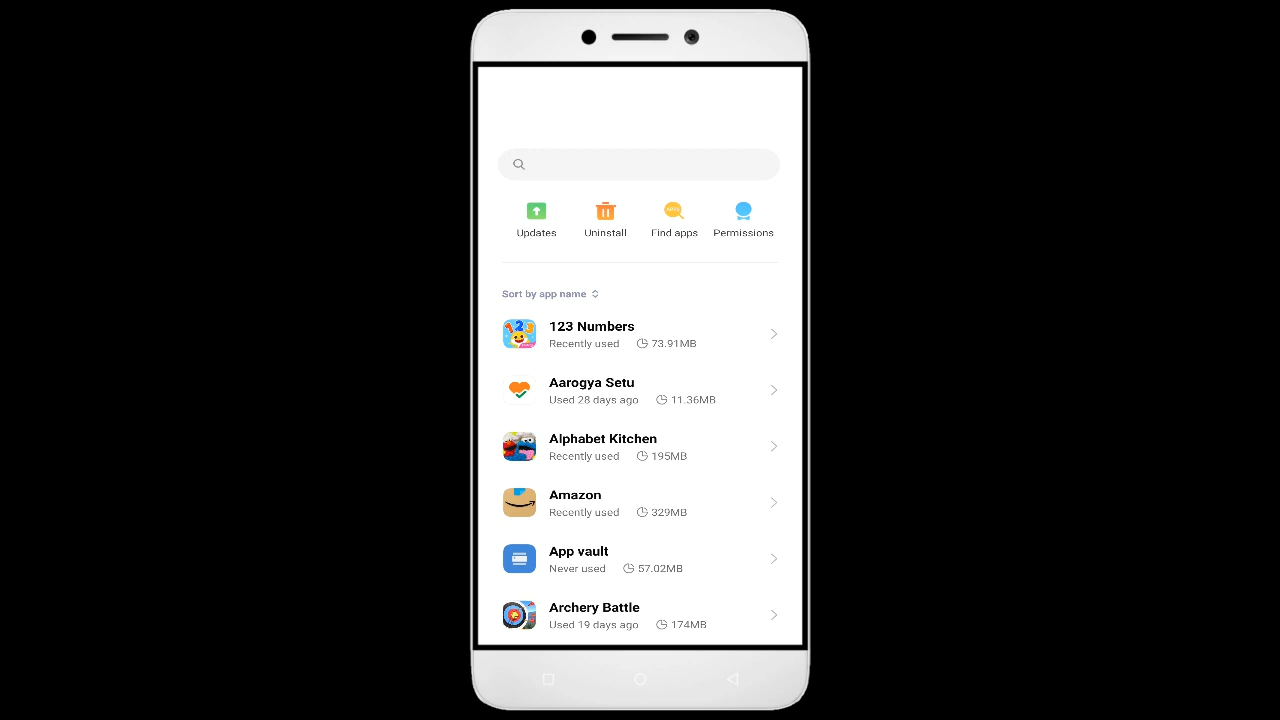 Updates Uninstall Find apps Permissions
Sort by app name
123 Numbers
Recently used 73.91MB
Aarogya Setu
Used 28 days ago 11.36MB
Alphabet Kitchen
Recently used 195MB
Amazon
Recently used 329MB
App vault
Never used 57.02MB
Archery Battle
Used 19 days ago 174MB